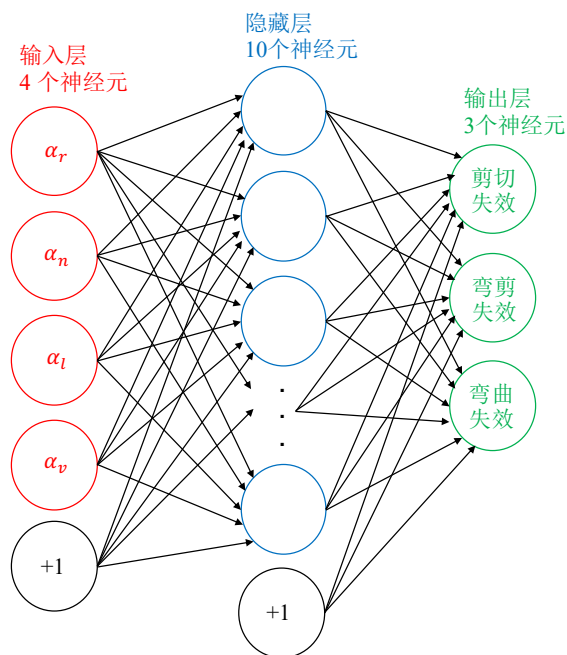 输入层
4 个神经元
α_r
α_n
α_l
α_v
+1
隐藏层
10个神经元
.
.
.
+1
输出层
3个神经元
剪切
失效
弯剪
失效
弯曲
失效